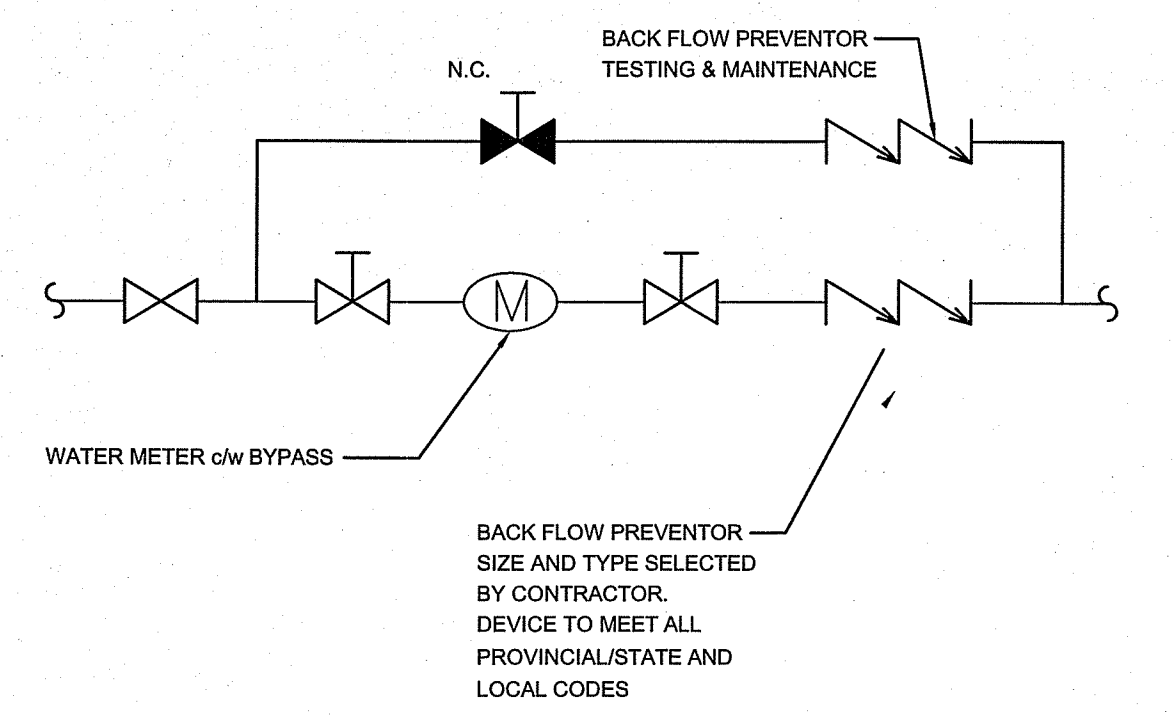 BACK FLOW PREVENTOR
TESTING & MAINTENANCE
N.C.
M
WATER METER c/w BYPASS
BACK FLOW PREVENTOR
SIZE AND TYPE SELECTED
BY CONTRACTOR.
DEVICE TO MEET ALL
PROVINCIAL/STATE AND
LOCAL CODES